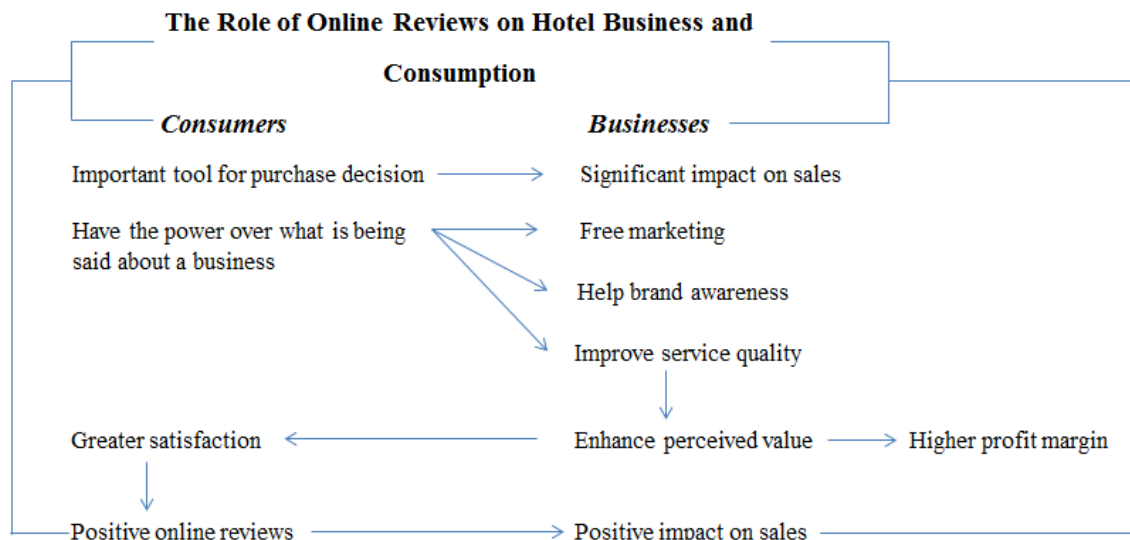 The Role of Online Reviews on Hotel Business and
Consumption
Consumers
Businesses
Important tool for purchase decision
Significant impact on sales
Have the power over what is being
said about a business
Free marketing
Help brand awareness
Improve service quality
Greater satisfaction
Enhance perceived value
Higher profit margin
Positive online reviews
Positive impact on sales